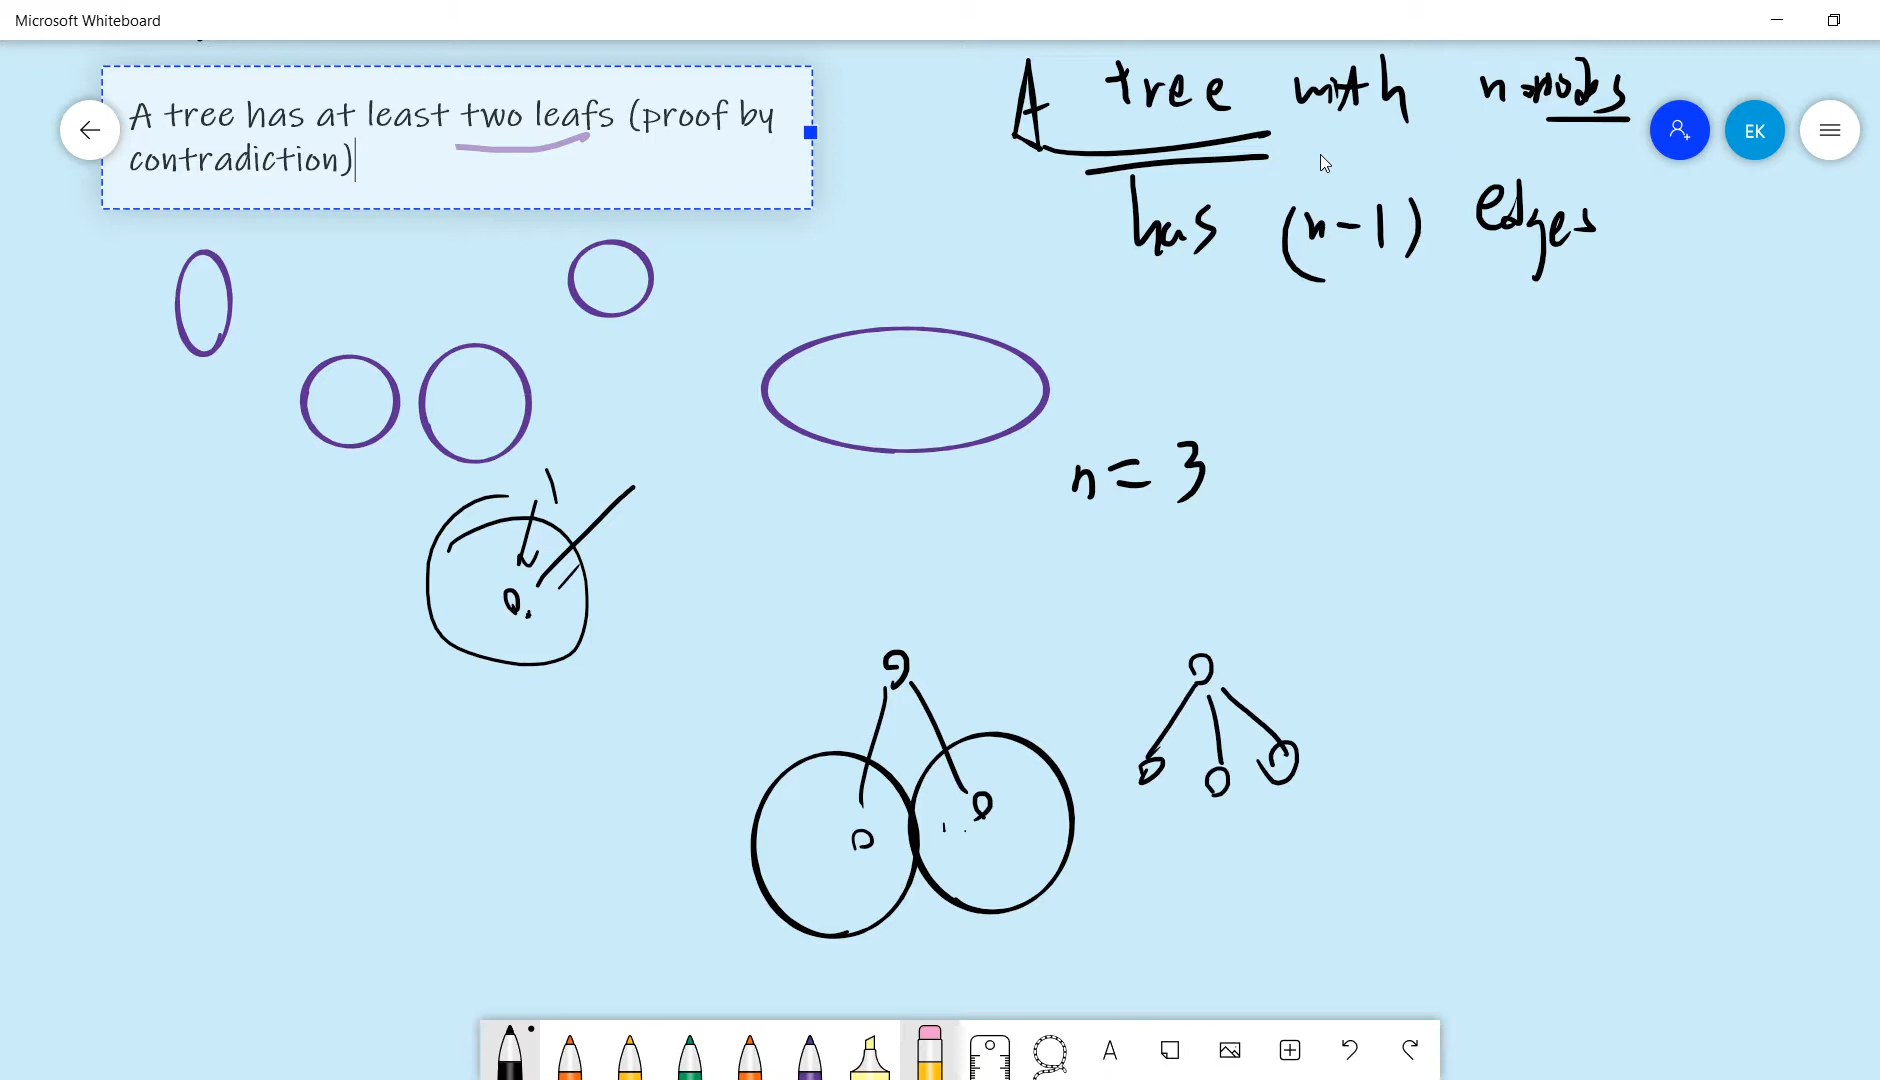 Microsoft Whiteboard
A tree has at least two leafs (proof by
contradiction)
A tree with n nodes
has (n-1) edges
EK
n = 3
A